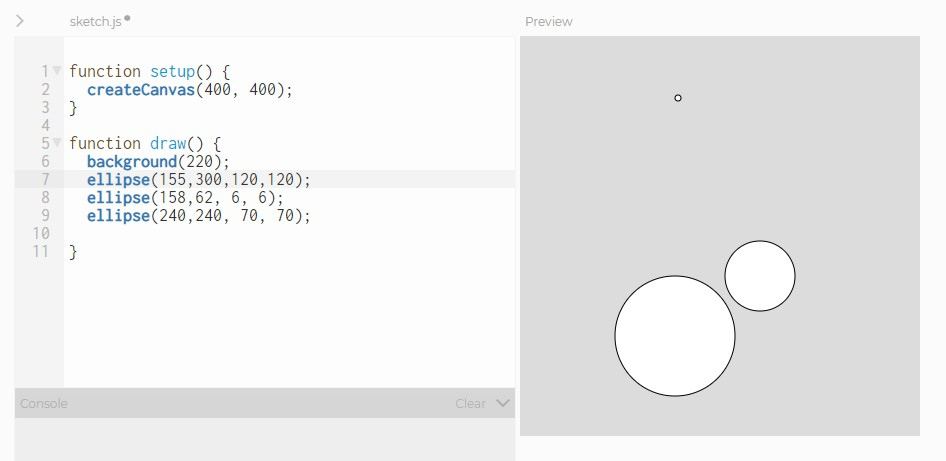 sketch.js
Preview
1 function setup() {
2   createCanvas(400, 400);
3 }
4
5 function draw() {
6   background(220);
7   ellipse(155,300,120,120);
8   ellipse(158,62, 6, 6);
9   ellipse(240,240, 70, 70);
10
11 }
Console
Clear